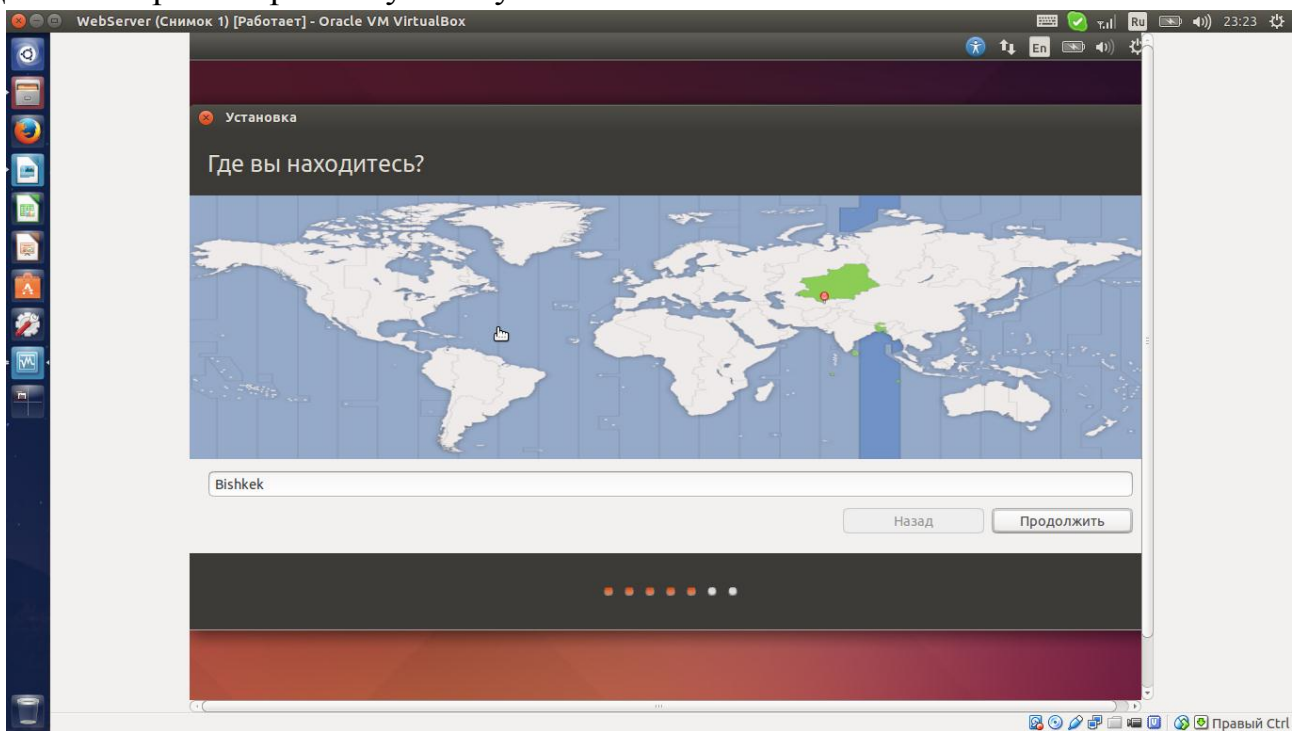 WebServer (Снимок 1) [Работает] - Oracle VM VirtualBox
Ru
23:23
En
Установка
Где вы находитесь?
Bishkek
Назад
Продолжить
Правый Ctrl